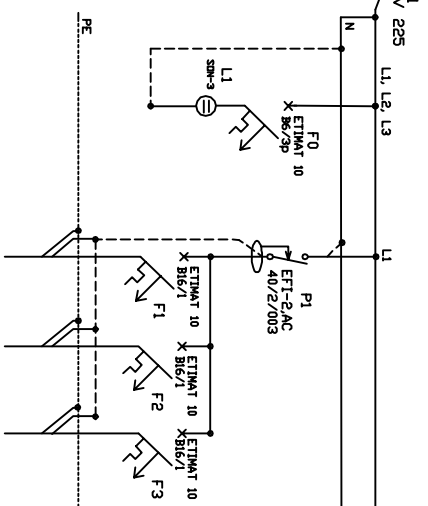 225
PE
N
L1, L2, L3
L1
SON-3
F0
ETIMAT 10
B6/3p
L1
P1
EFI-2,AC
40/2/003
ETIMAT 10
B16/1
F1
ETIMAT 10
B16/1
F2
ETIMAT 10
B16/1
F3